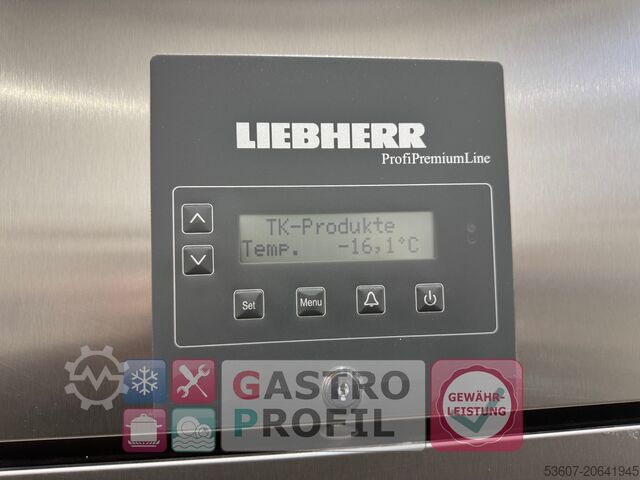 LIEBHERR
ProfiPremiumLine
TK-Produkte
Temp. -16,1°C
Set
Menu
GASTRO
PROFIL
GEWÄHR-
LEISTUNG
53607-20641945